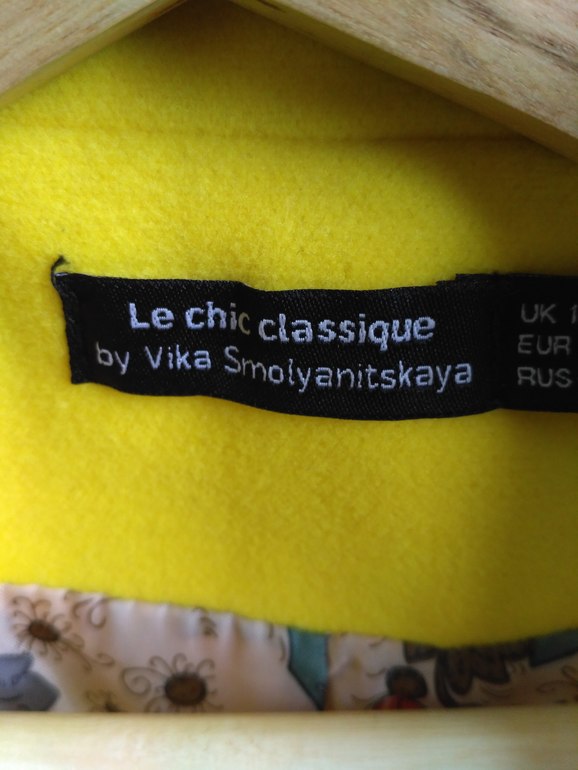 Le chic classique
by Vika Smolyanitskaya
UK
EUR
RUS